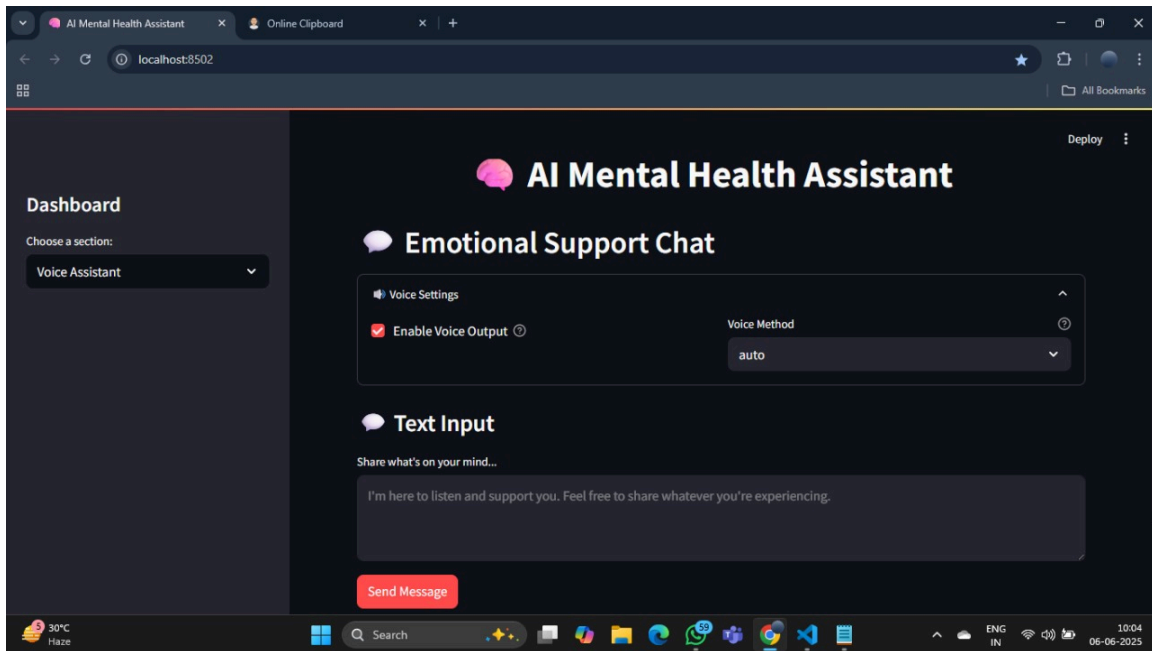 AI Mental Health Assistant
Online Clipboard
localhost:8502
All Bookmarks
Deploy
AI Mental Health Assistant
Dashboard
Choose a section:
Voice Assistant
Emotional Support Chat
Voice Settings
Enable Voice Output
Voice Method
auto
Text Input
Share what's on your mind...
I'm here to listen and support you. Feel free to share whatever you're experiencing.
Send Message
5
30°C
Haze
Search
59
ENG
IN
10:04
06-06-2025